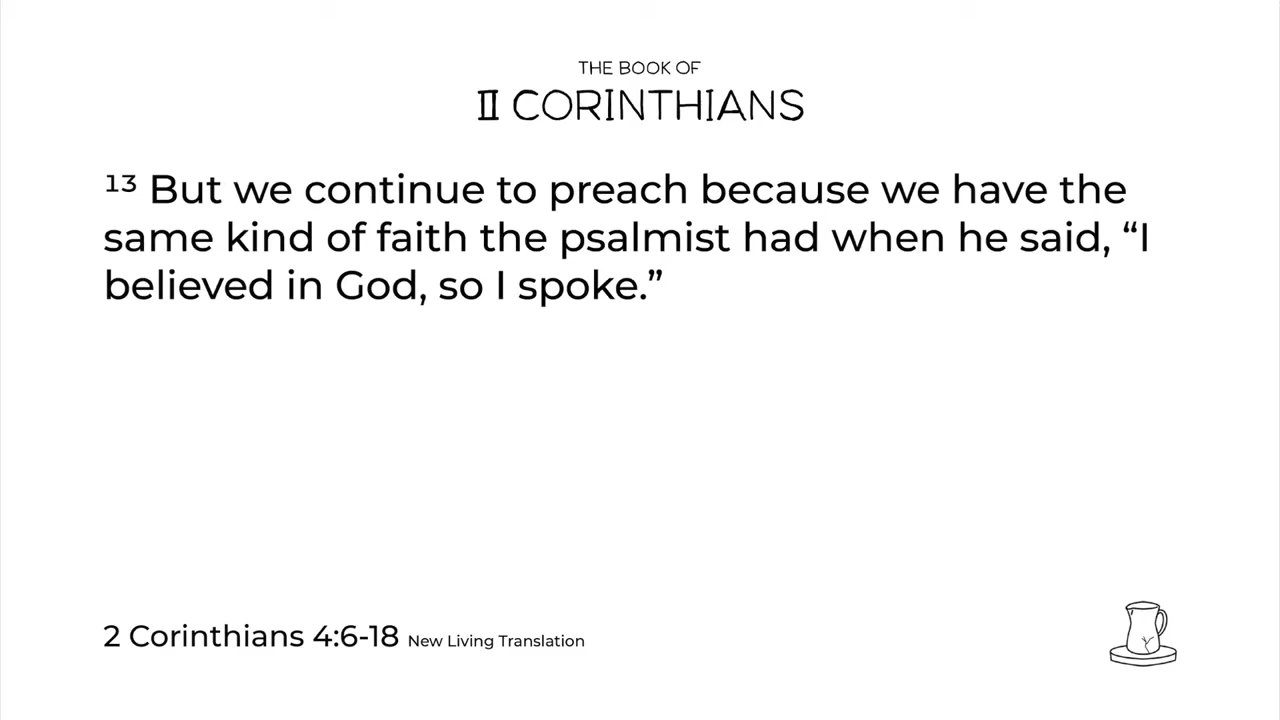 THE BOOK OF
II CORINTHIANS
¹³ But we continue to preach because we have the
same kind of faith the psalmist had when he said, “I
believed in God, so I spoke.”
2 Corinthians 4:6-18 New Living Translation